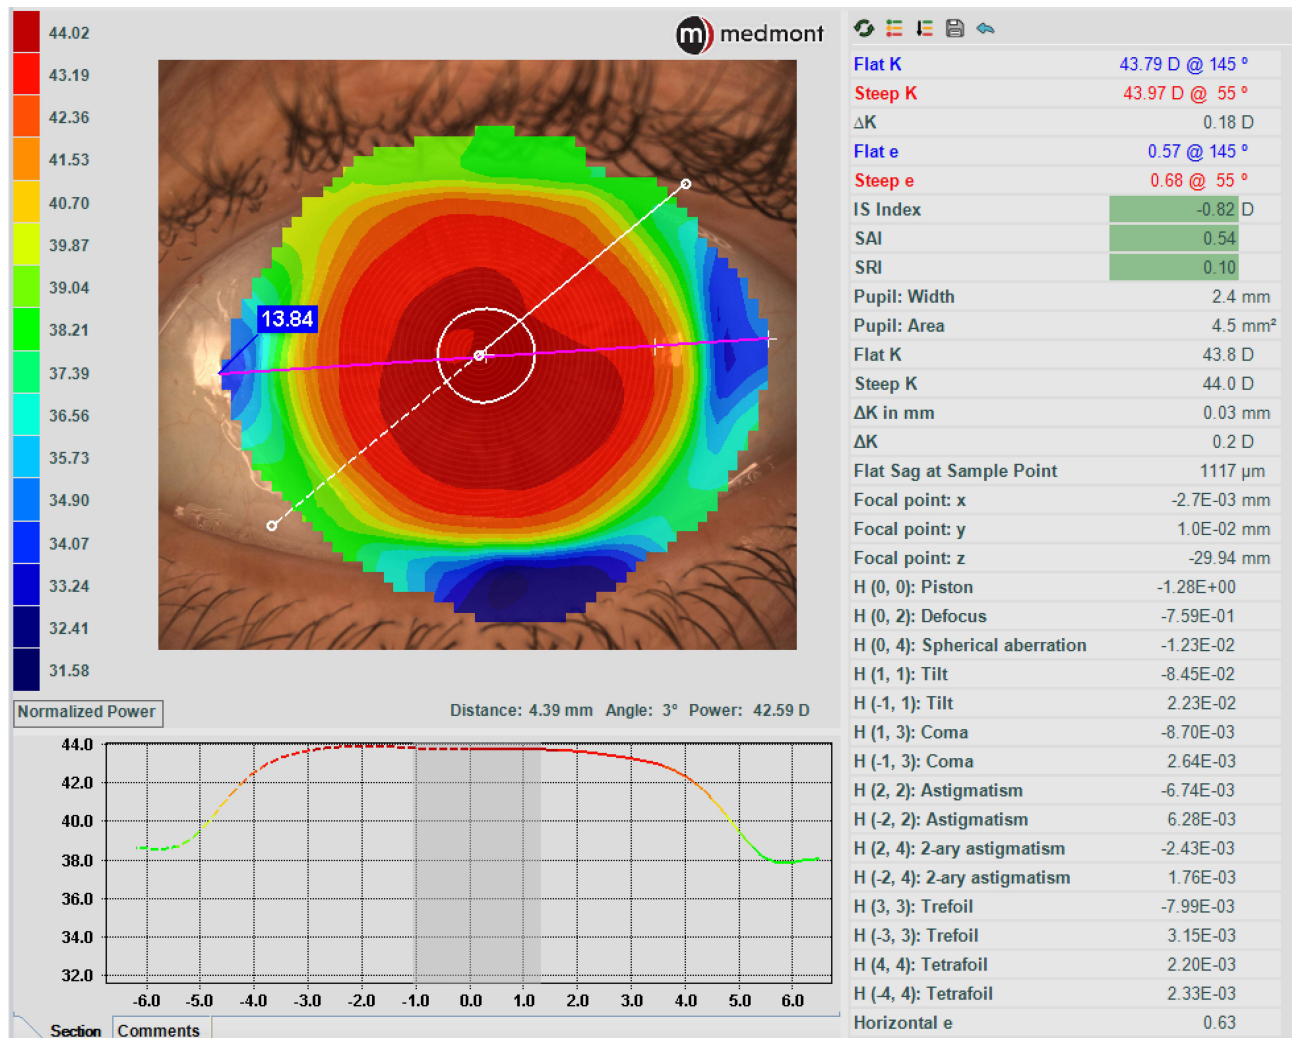 44.02
43.19
42.36
41.53
40.70
39.87
39.04
38.21
37.39
36.56
35.73
34.90
34.07
33.24
32.41
31.58
m medmont
13.84
Normalized Power
Distance: 4.39 mm Angle: 3° Power: 42.59 D
44.0
42.0
40.0
38.0
36.0
34.0
32.0
-6.0 -5.0 -4.0 -3.0 -2.0 -1.0 0.0 1.0 2.0 3.0 4.0 5.0 6.0
Section Comments
Flat K 43.79 D @ 145 °
Steep K 43.97 D @ 55 °
ΔK 0.18 D
Flat e 0.57 @ 145 °
Steep e 0.68 @ 55 °
IS Index -0.82 D
SAI 0.54
SRI 0.10
Pupil: Width 2.4 mm
Pupil: Area 4.5 mm²
Flat K 43.8 D
Steep K 44.0 D
ΔK in mm 0.03 mm
ΔK 0.2 D
Flat Sag at Sample Point 1117 µm
Focal point: x -2.7E-03 mm
Focal point: y 1.0E-02 mm
Focal point: z -29.94 mm
H (0, 0): Piston -1.28E+00
H (0, 2): Defocus -7.59E-01
H (0, 4): Spherical aberration -1.23E-02
H (1, 1): Tilt -8.45E-02
H (-1, 1): Tilt 2.23E-02
H (1, 3): Coma -8.70E-03
H (-1, 3): Coma 2.64E-03
H (2, 2): Astigmatism -6.74E-03
H (-2, 2): Astigmatism 6.28E-03
H (2, 4): 2-ary astigmatism -2.43E-03
H (-2, 4): 2-ary astigmatism 1.76E-03
H (3, 3): Trefoil -7.99E-03
H (-3, 3): Trefoil 3.15E-03
H (4, 4): Tetrafoil 2.20E-03
H (-4, 4): Tetrafoil 2.33E-03
Horizontal e 0.63